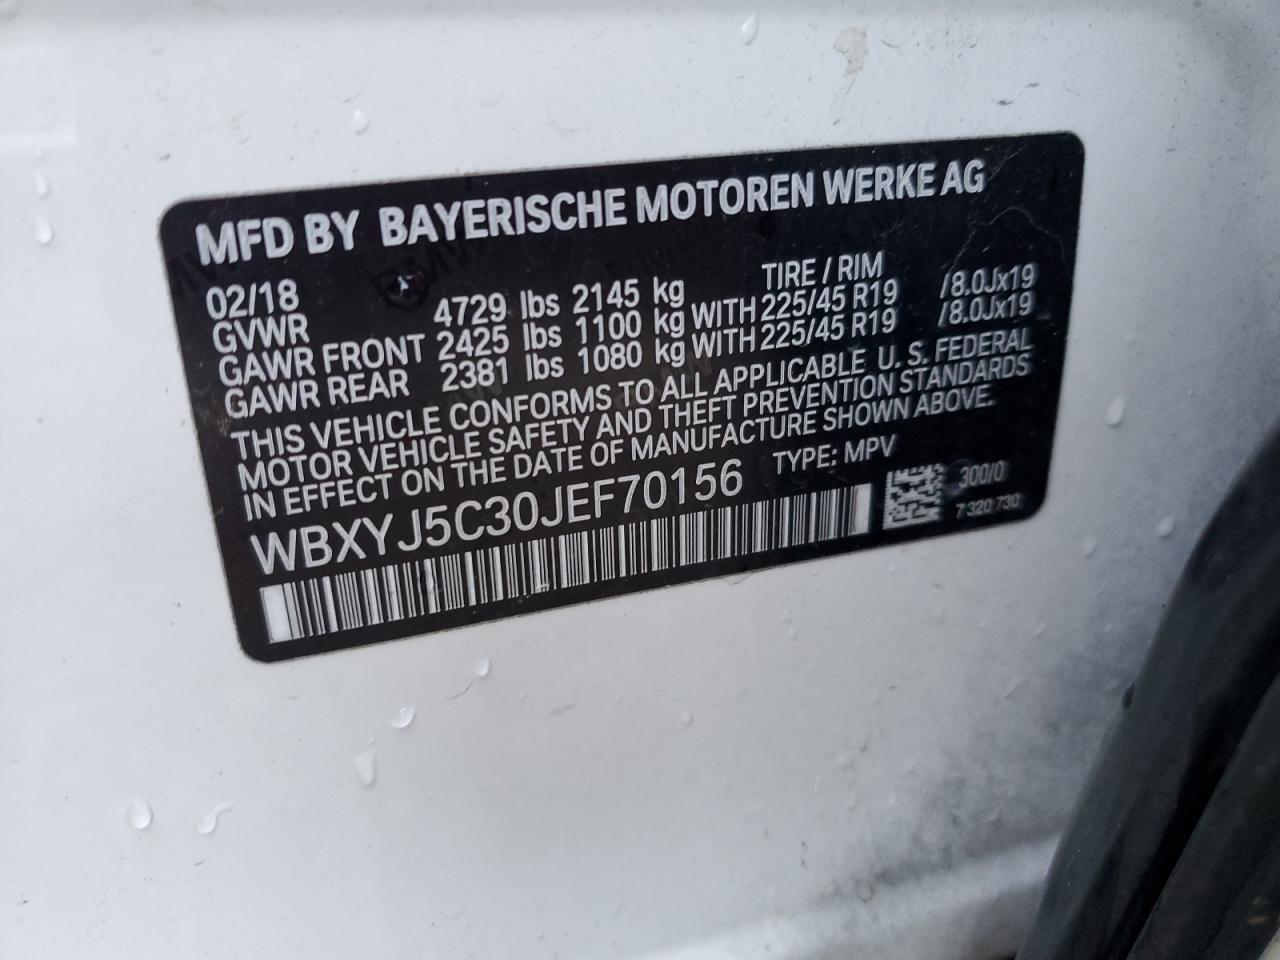 MFD BY BAYERISCHE MOTOREN WERKE AG
02/18 TIRE / RIM
GVWR 4729 lbs 2145 kg
GAWR FRONT 2425 lbs 1100 kg WITH 225/45 R19 /8.0Jx19
GAWR REAR 2381 lbs 1080 kg WITH 225/45 R19 /8.0Jx19
THIS VEHICLE CONFORMS TO ALL APPLICABLE U. S. FEDERAL
MOTOR VEHICLE SAFETY AND THEFT PREVENTION STANDARDS
IN EFFECT ON THE DATE OF MANUFACTURE SHOWN ABOVE.
WBXYJ5C30JEF70156 TYPE: MPV
300/0
7 320 730